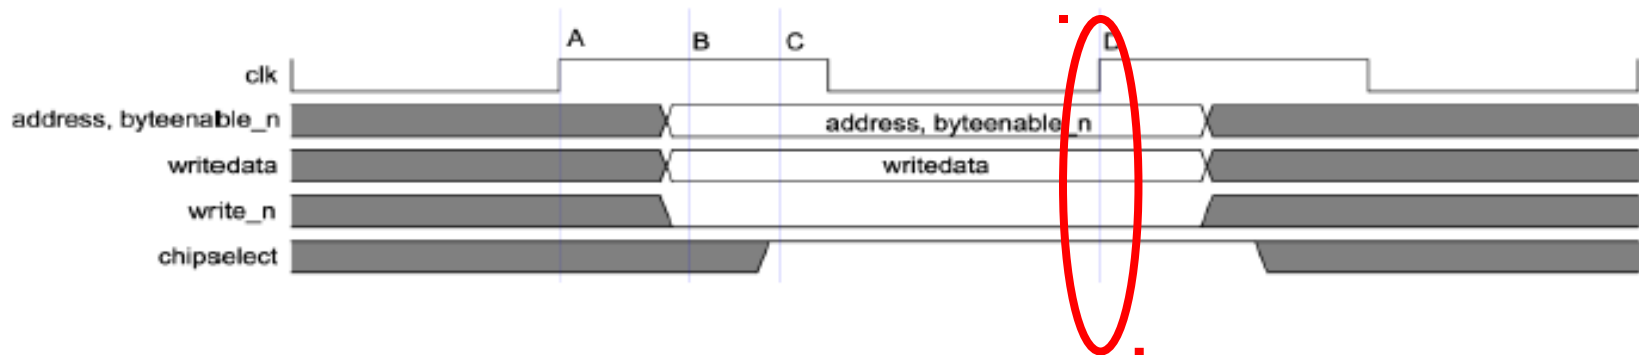 A B C D
clk
address, byteenable_n address, byteenable_n
writedata writedata
write_n
chipselect